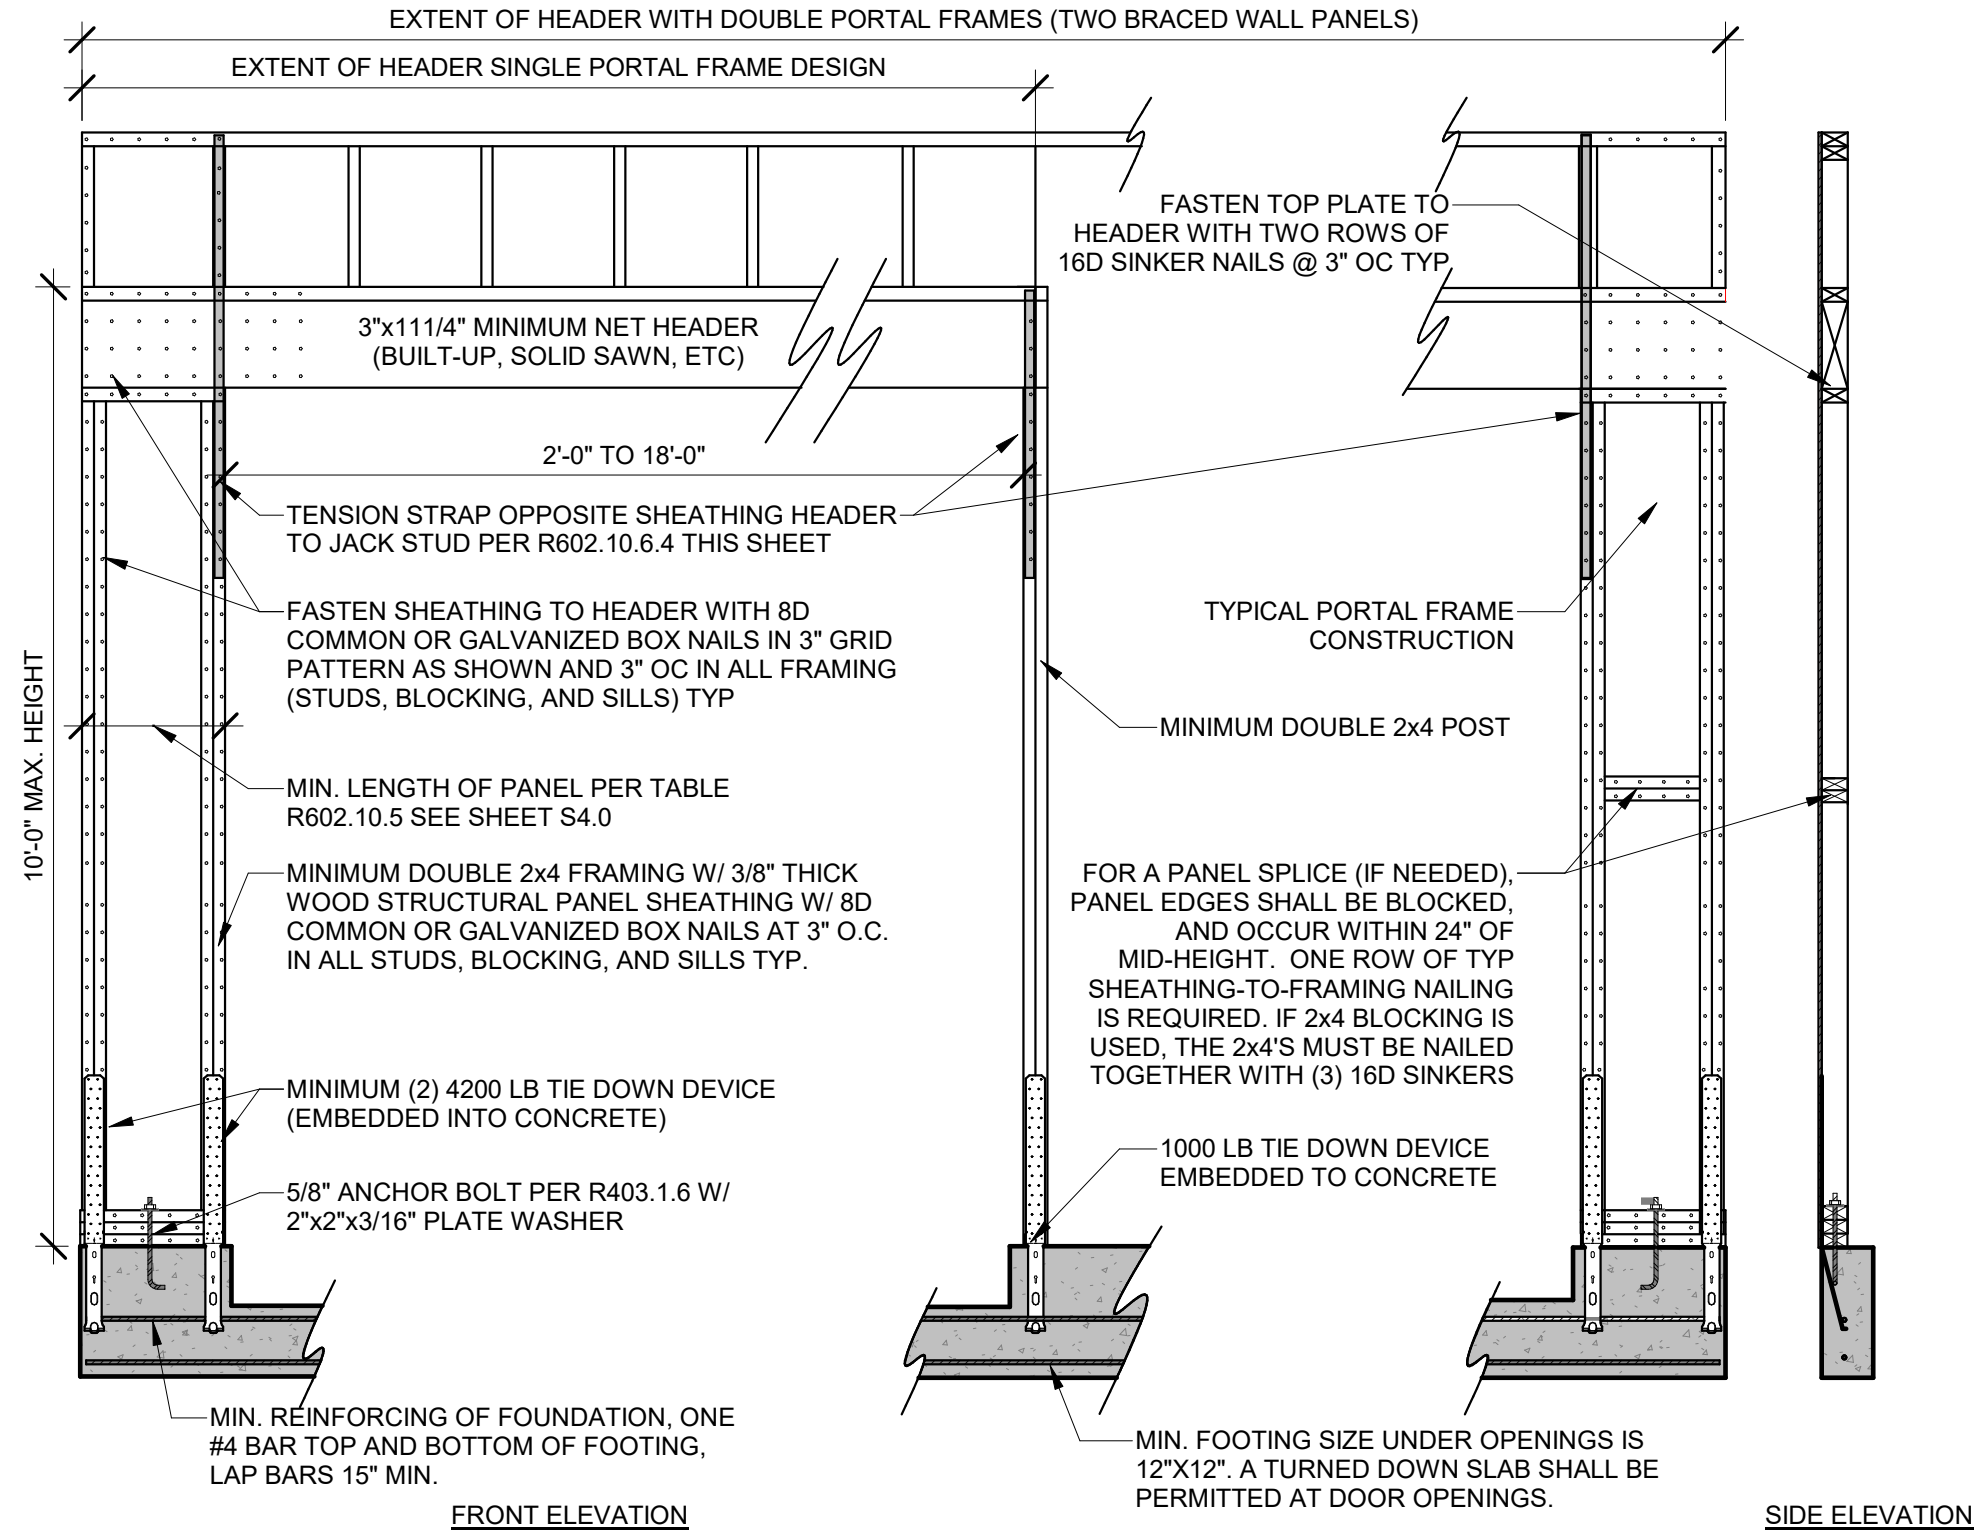 EXTENT OF HEADER WITH DOUBLE PORTAL FRAMES (TWO BRACED WALL PANELS)
EXTENT OF HEADER SINGLE PORTAL FRAME DESIGN
FASTEN TOP PLATE TO
HEADER WITH TWO ROWS OF
16D SINKER NAILS @ 3" OC TYP
3"x111/4" MINIMUM NET HEADER
(BUILT-UP, SOLID SAWN, ETC)
2'-0" TO 18'-0"
TENSION STRAP OPPOSITE SHEATHING HEADER
TO JACK STUD PER R602.10.6.4 THIS SHEET
FASTEN SHEATHING TO HEADER WITH 8D
COMMON OR GALVANIZED BOX NAILS IN 3" GRID
PATTERN AS SHOWN AND 3" OC IN ALL FRAMING
(STUDS, BLOCKING, AND SILLS) TYP
TYPICAL PORTAL FRAME
CONSTRUCTION
10'-0" MAX. HEIGHT
MINIMUM DOUBLE 2x4 POST
MIN. LENGTH OF PANEL PER TABLE
R602.10.5 SEE SHEET S4.0
MINIMUM DOUBLE 2x4 FRAMING W/ 3/8" THICK
WOOD STRUCTURAL PANEL SHEATHING W/ 8D
COMMON OR GALVANIZED BOX NAILS AT 3" O.C.
IN ALL STUDS, BLOCKING, AND SILLS TYP.
FOR A PANEL SPLICE (IF NEEDED),
PANEL EDGES SHALL BE BLOCKED,
AND OCCUR WITHIN 24" OF
MID-HEIGHT. ONE ROW OF TYP
SHEATHING-TO-FRAMING NAILING
IS REQUIRED. IF 2x4 BLOCKING IS
USED, THE 2x4'S MUST BE NAILED
TOGETHER WITH (3) 16D SINKERS
MINIMUM (2) 4200 LB TIE DOWN DEVICE
(EMBEDDED INTO CONCRETE)
1000 LB TIE DOWN DEVICE
EMBEDDED TO CONCRETE
5/8" ANCHOR BOLT PER R403.1.6 W/
2"x2"x3/16" PLATE WASHER
MIN. REINFORCING OF FOUNDATION, ONE
#4 BAR TOP AND BOTTOM OF FOOTING,
LAP BARS 15" MIN.
MIN. FOOTING SIZE UNDER OPENINGS IS
12"X12". A TURNED DOWN SLAB SHALL BE
PERMITTED AT DOOR OPENINGS.
FRONT ELEVATION
SIDE ELEVATION